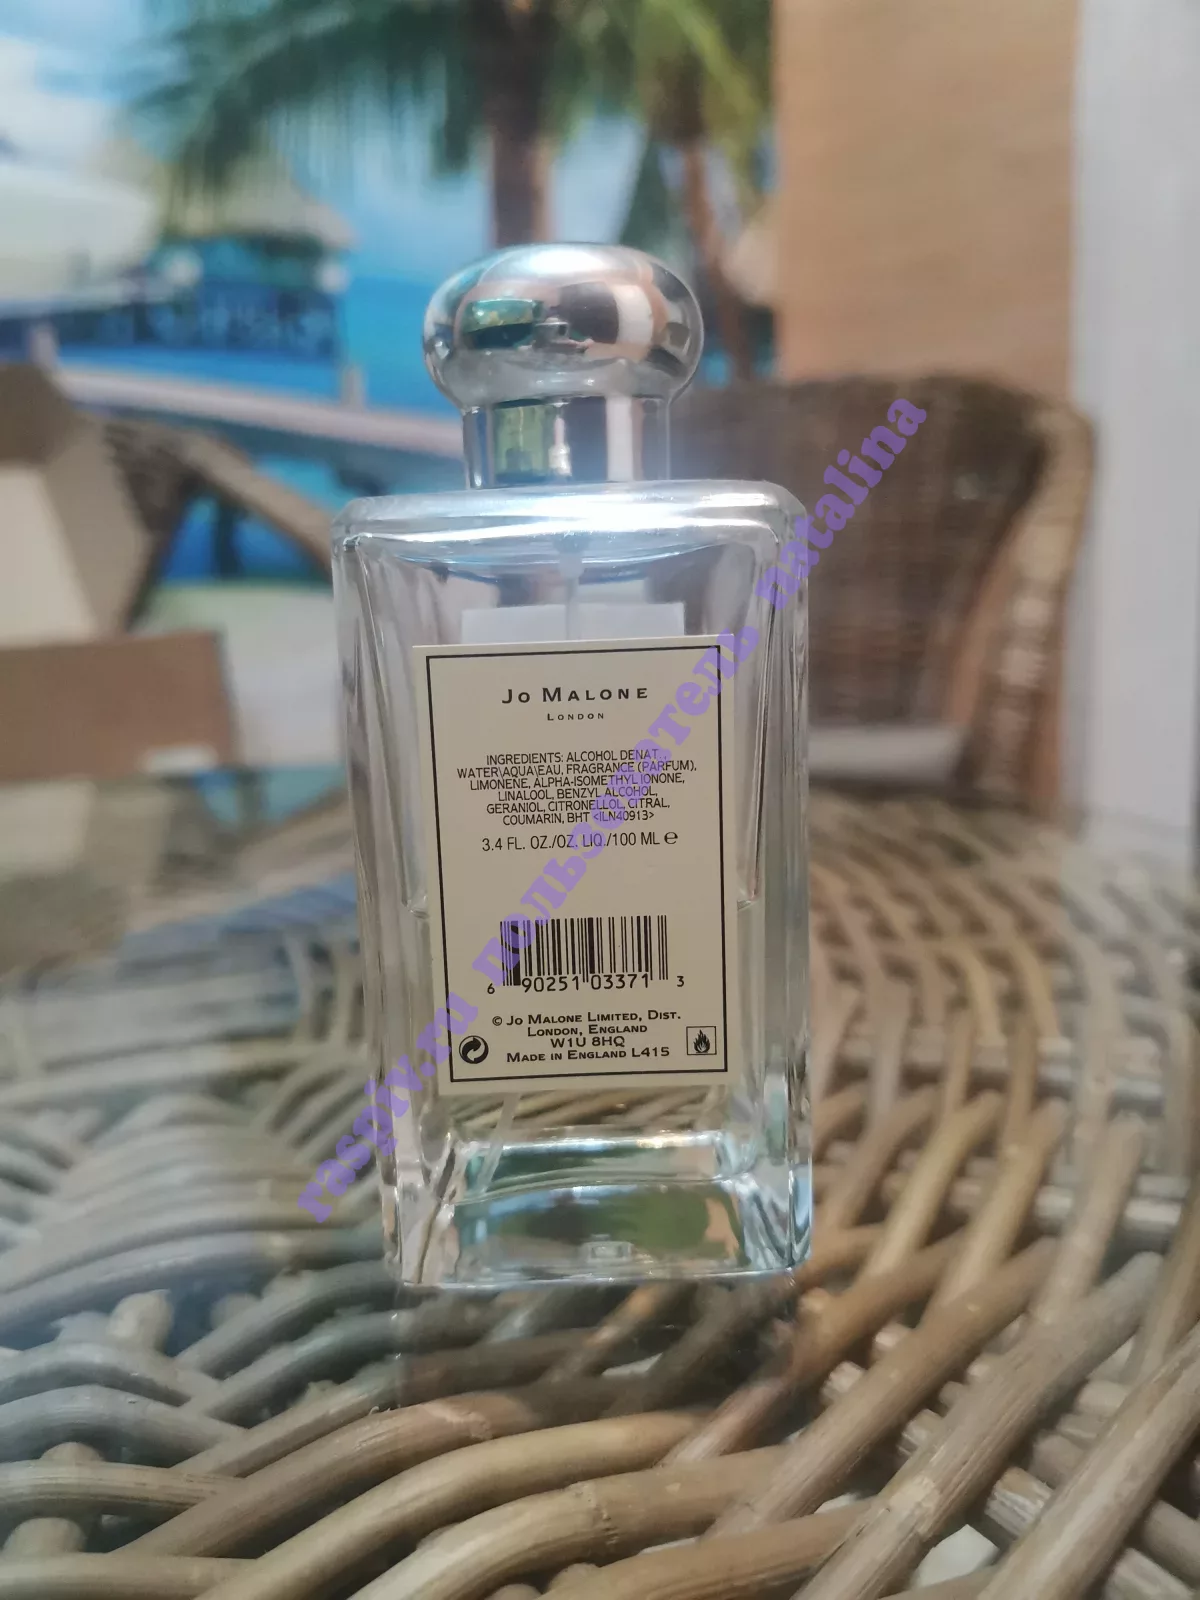 Jo Malone
London
INGREDIENTS: ALCOHOL DENAT.,
WATER\AQUA\EAU, FRAGRANCE (PARFUM),
LIMONENE, ALPHA-ISOMETHYL IONONE,
LINALOOL, BENZYL ALCOHOL,
GERANIOL, CITRONELLOL, CITRAL,
COUMARIN, BHT <ILN40913>
3.4 FL. OZ./OZ. LIQ./100 ML ℮
6 90251 03371 3
© Jo Malone Limited, Dist.
London, England
W1U 8HQ
Made in England L415
raspiv.ru пользователь natalina